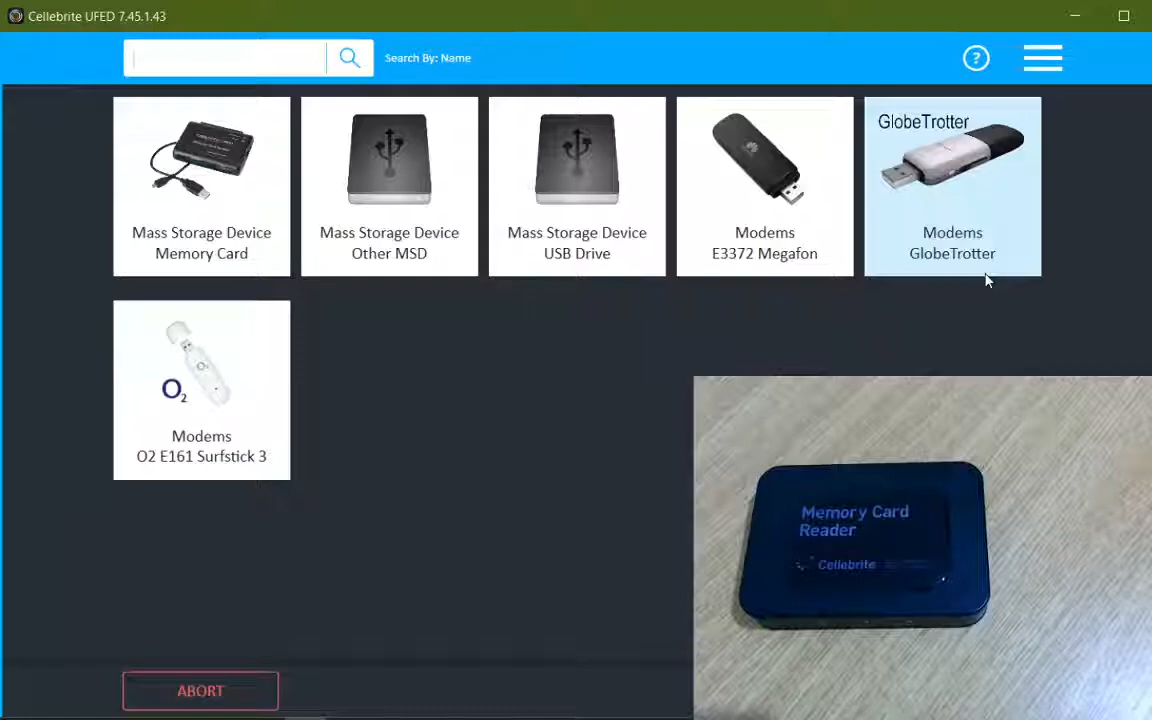 Cellebrite UFED 7.45.1.43
Search By: Name
?
GlobeTrotter
Mass Storage Device
Memory Card
Mass Storage Device
Other MSD
Mass Storage Device
USB Drive
Modems
E3372 Megafon
Modems
GlobeTrotter
O2
Modems
O2 E161 Surfstick 3
Memory Card
Reader
Cellebrite
ABORT